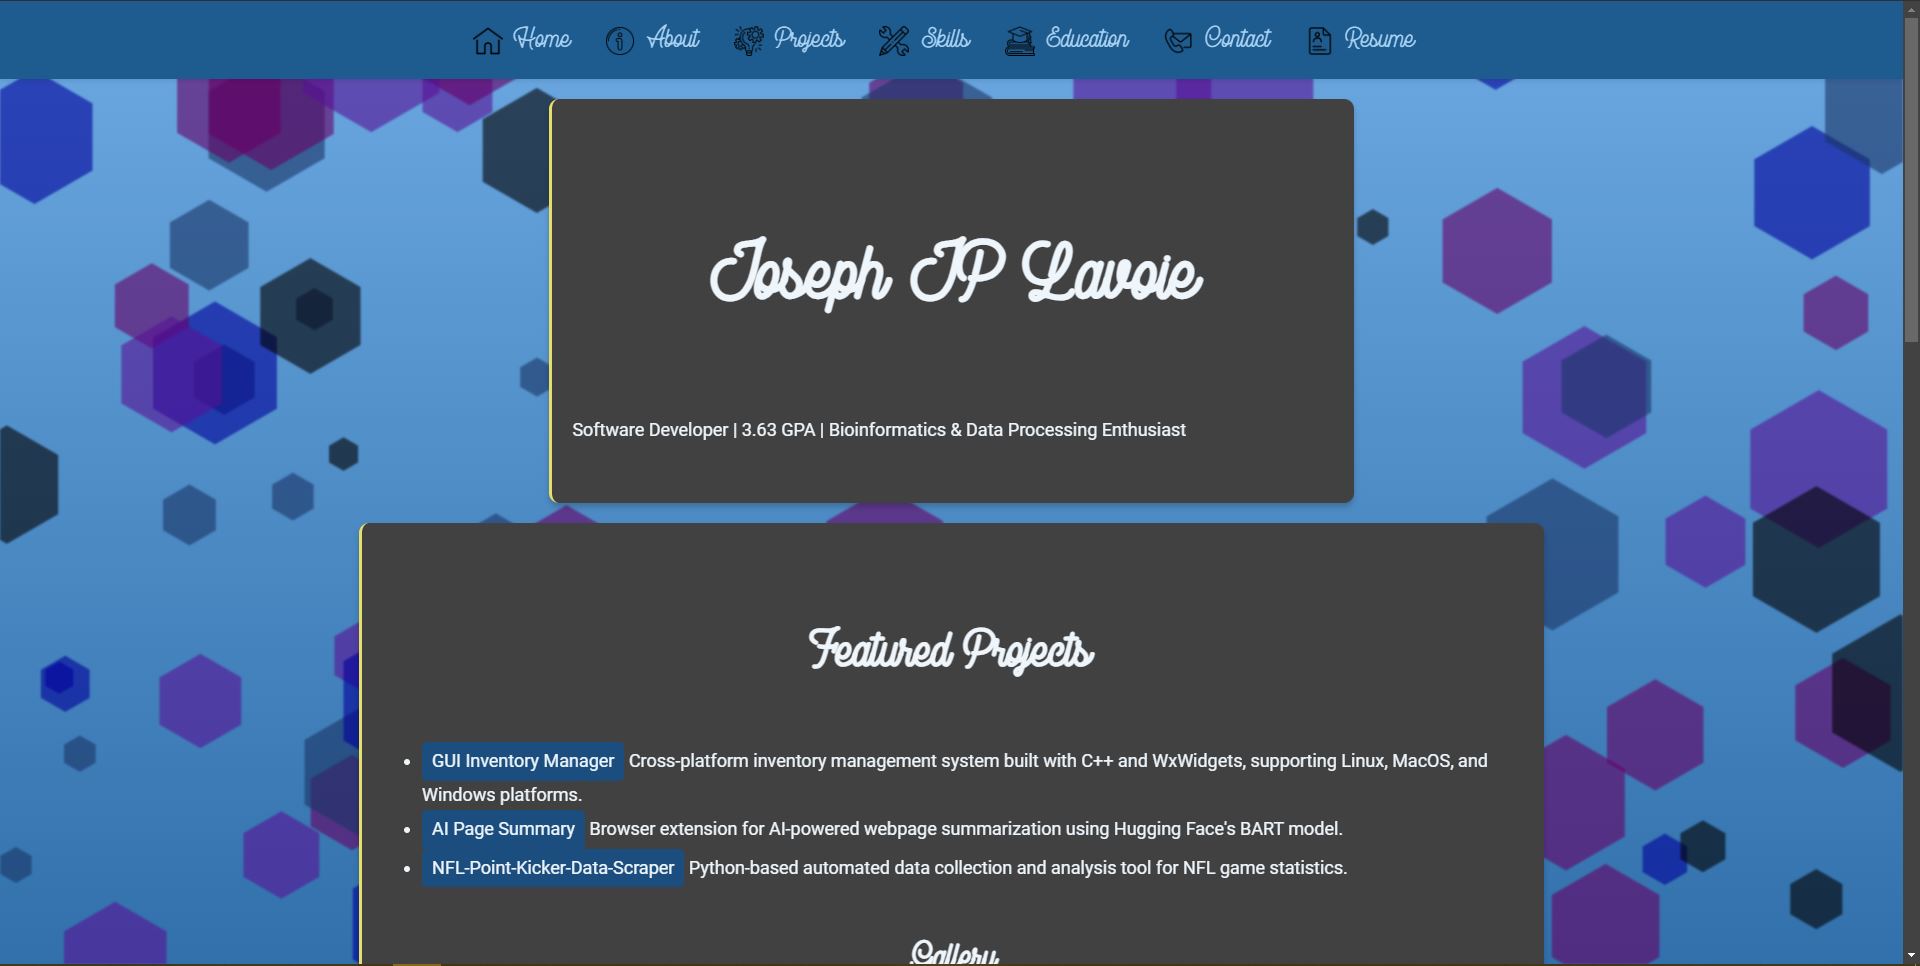 Home About Projects Skills Education Contact Resume
Joseph JP Lavoie
Software Developer | 3.63 GPA | Bioinformatics & Data Processing Enthusiast
Featured Projects
• GUI Inventory Manager Cross-platform inventory management system built with C++ and WxWidgets, supporting Linux, MacOS, and
Windows platforms.
• AI Page Summary Browser extension for AI-powered webpage summarization using Hugging Face's BART model.
• NFL-Point-Kicker-Data-Scraper Python-based automated data collection and analysis tool for NFL game statistics.
Gallery